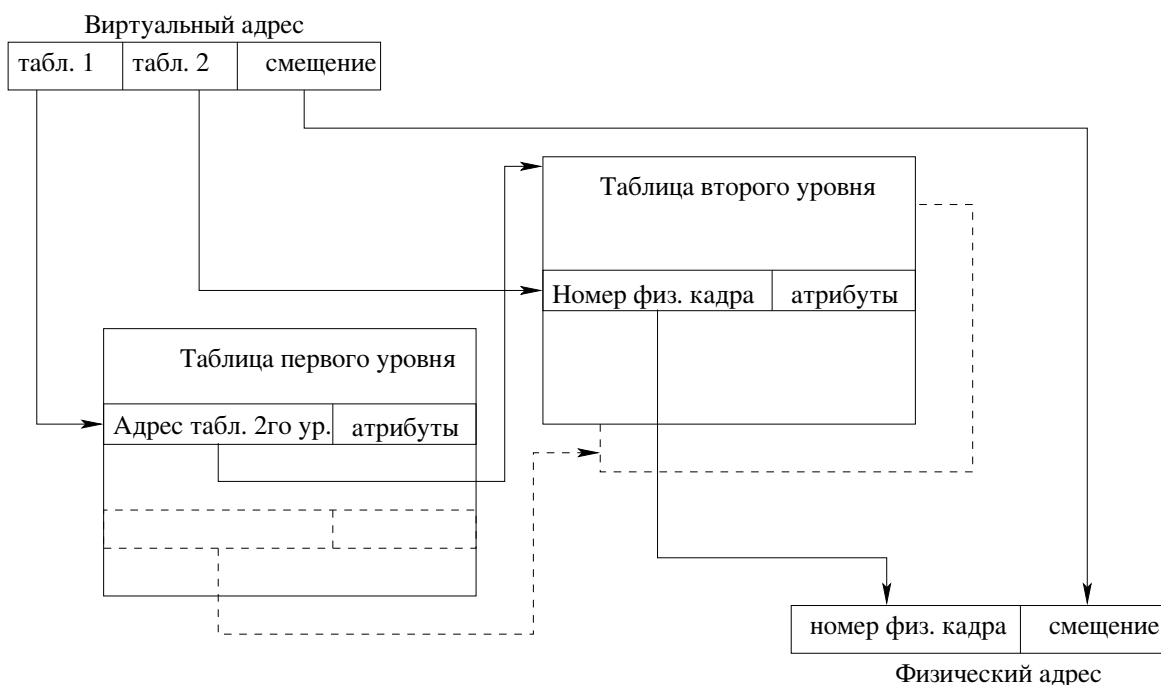 Виртуальный адрес
табл. 1 табл. 2 смещение
Таблица второго уровня
Номер физ. кадра атрибуты
Таблица первого уровня
Адрес табл. 2го ур. атрибуты
номер физ. кадра смещение
Физический адрес